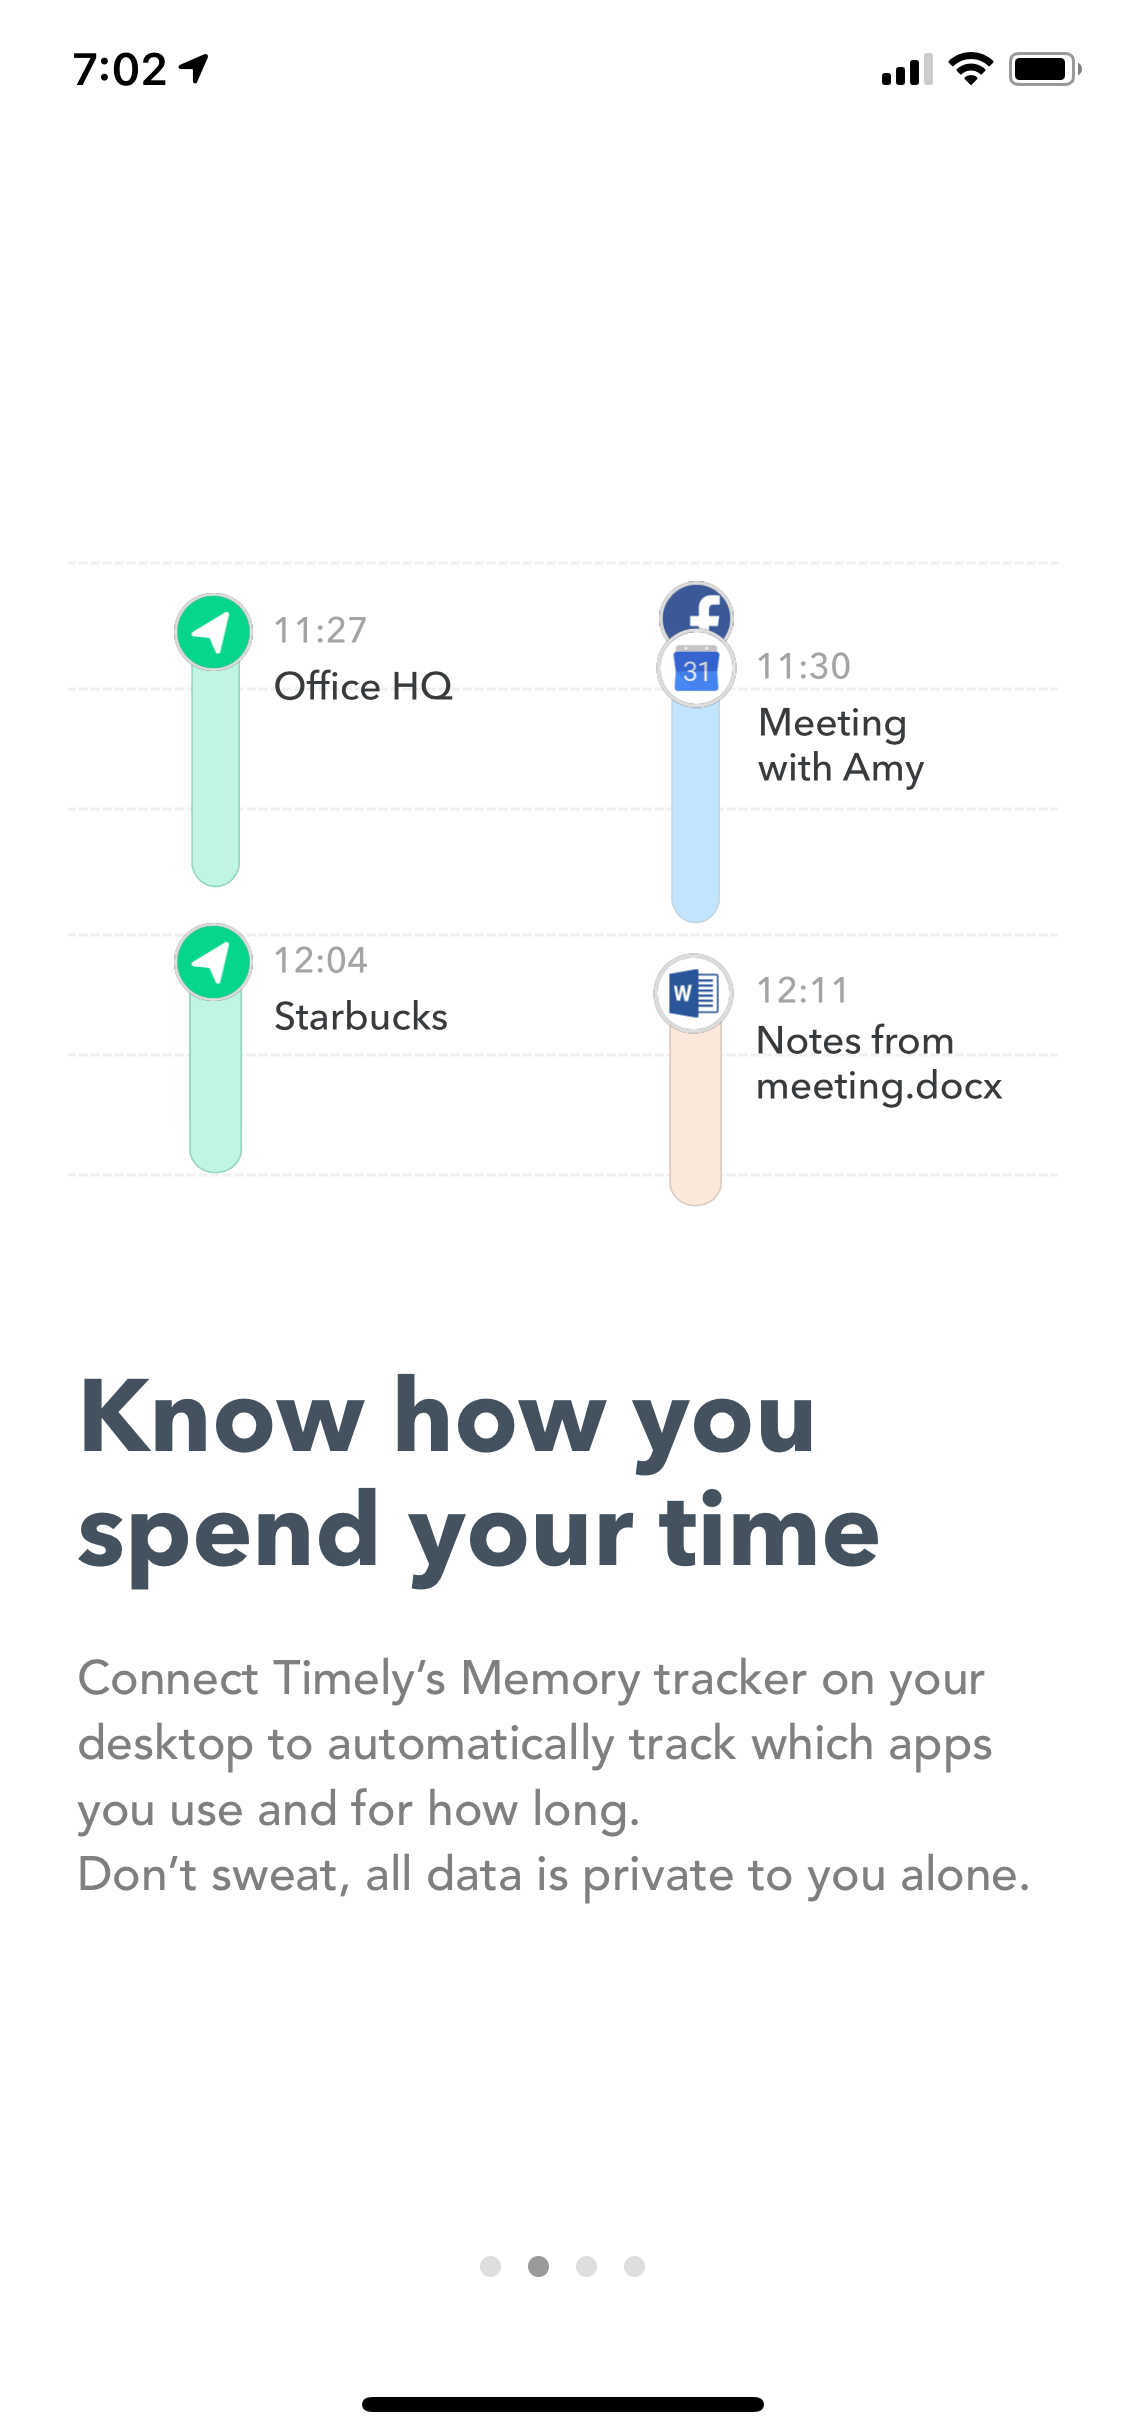 7:02
11:27
Office HQ
31
11:30
Meeting
with Amy
12:04
Starbucks
W
12:11
Notes from
meeting.docx
Know how you
spend your time
Connect Timely’s Memory tracker on your
desktop to automatically track which apps
you use and for how long.
Don’t sweat, all data is private to you alone.